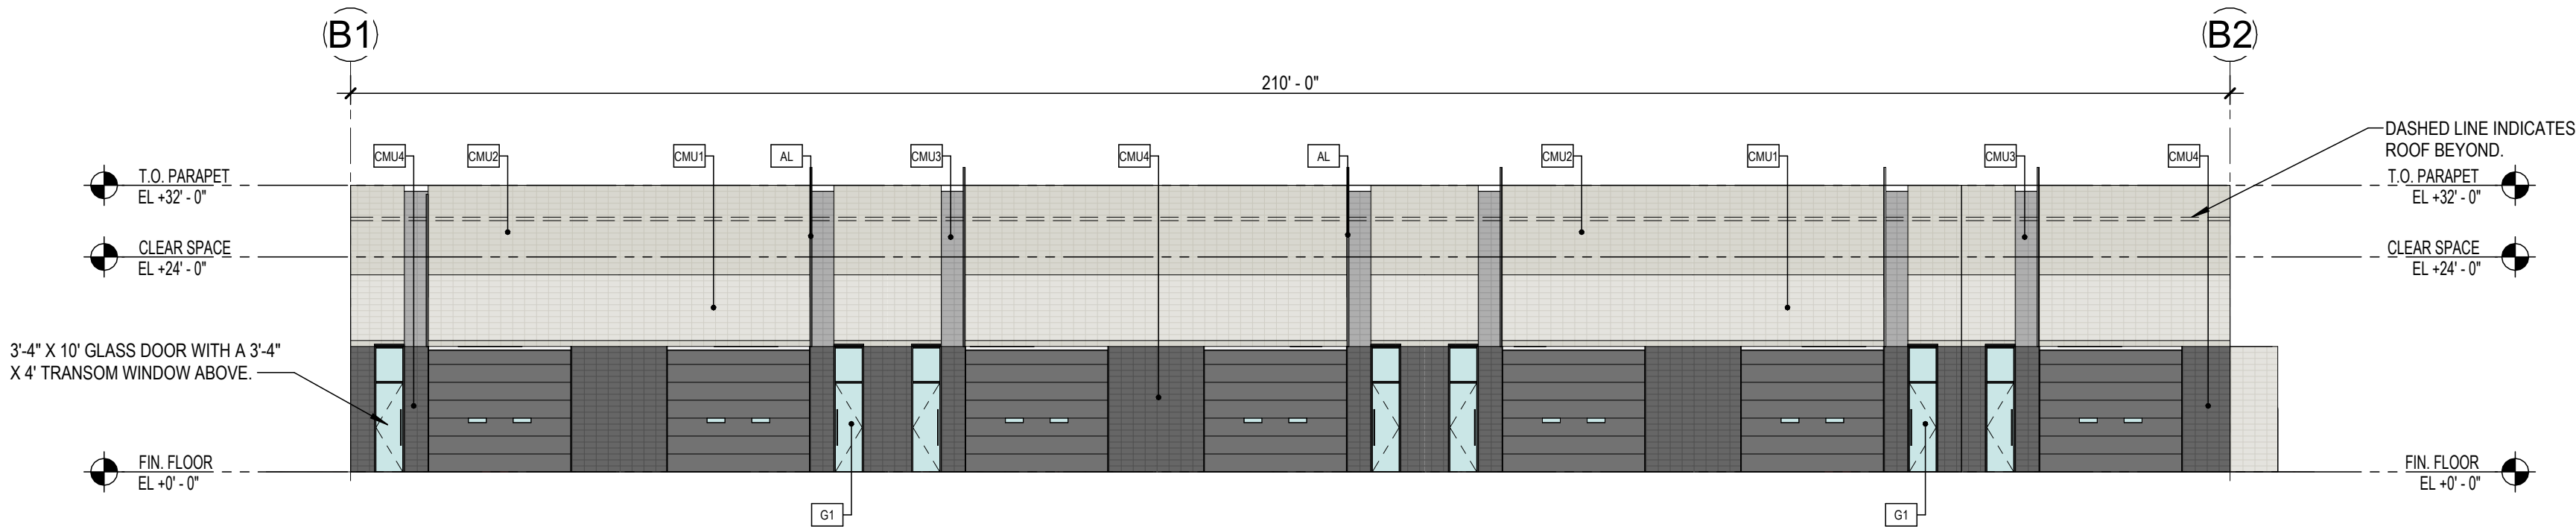 B1
B2
210' - 0"
DASHED LINE INDICATES
ROOF BEYOND.
CMU4
CMU2
CMU1
AL
CMU3
CMU4
AL
CMU2
CMU1
CMU3
CMU4
T.O. PARAPET
EL +32' - 0"
T.O. PARAPET
EL +32' - 0"
CLEAR SPACE
EL +24' - 0"
CLEAR SPACE
EL +24' - 0"
3'-4" X 10' GLASS DOOR WITH A 3'-4"
X 4' TRANSOM WINDOW ABOVE.
FIN. FLOOR
EL +0' - 0"
FIN. FLOOR
EL +0' - 0"
G1
G1